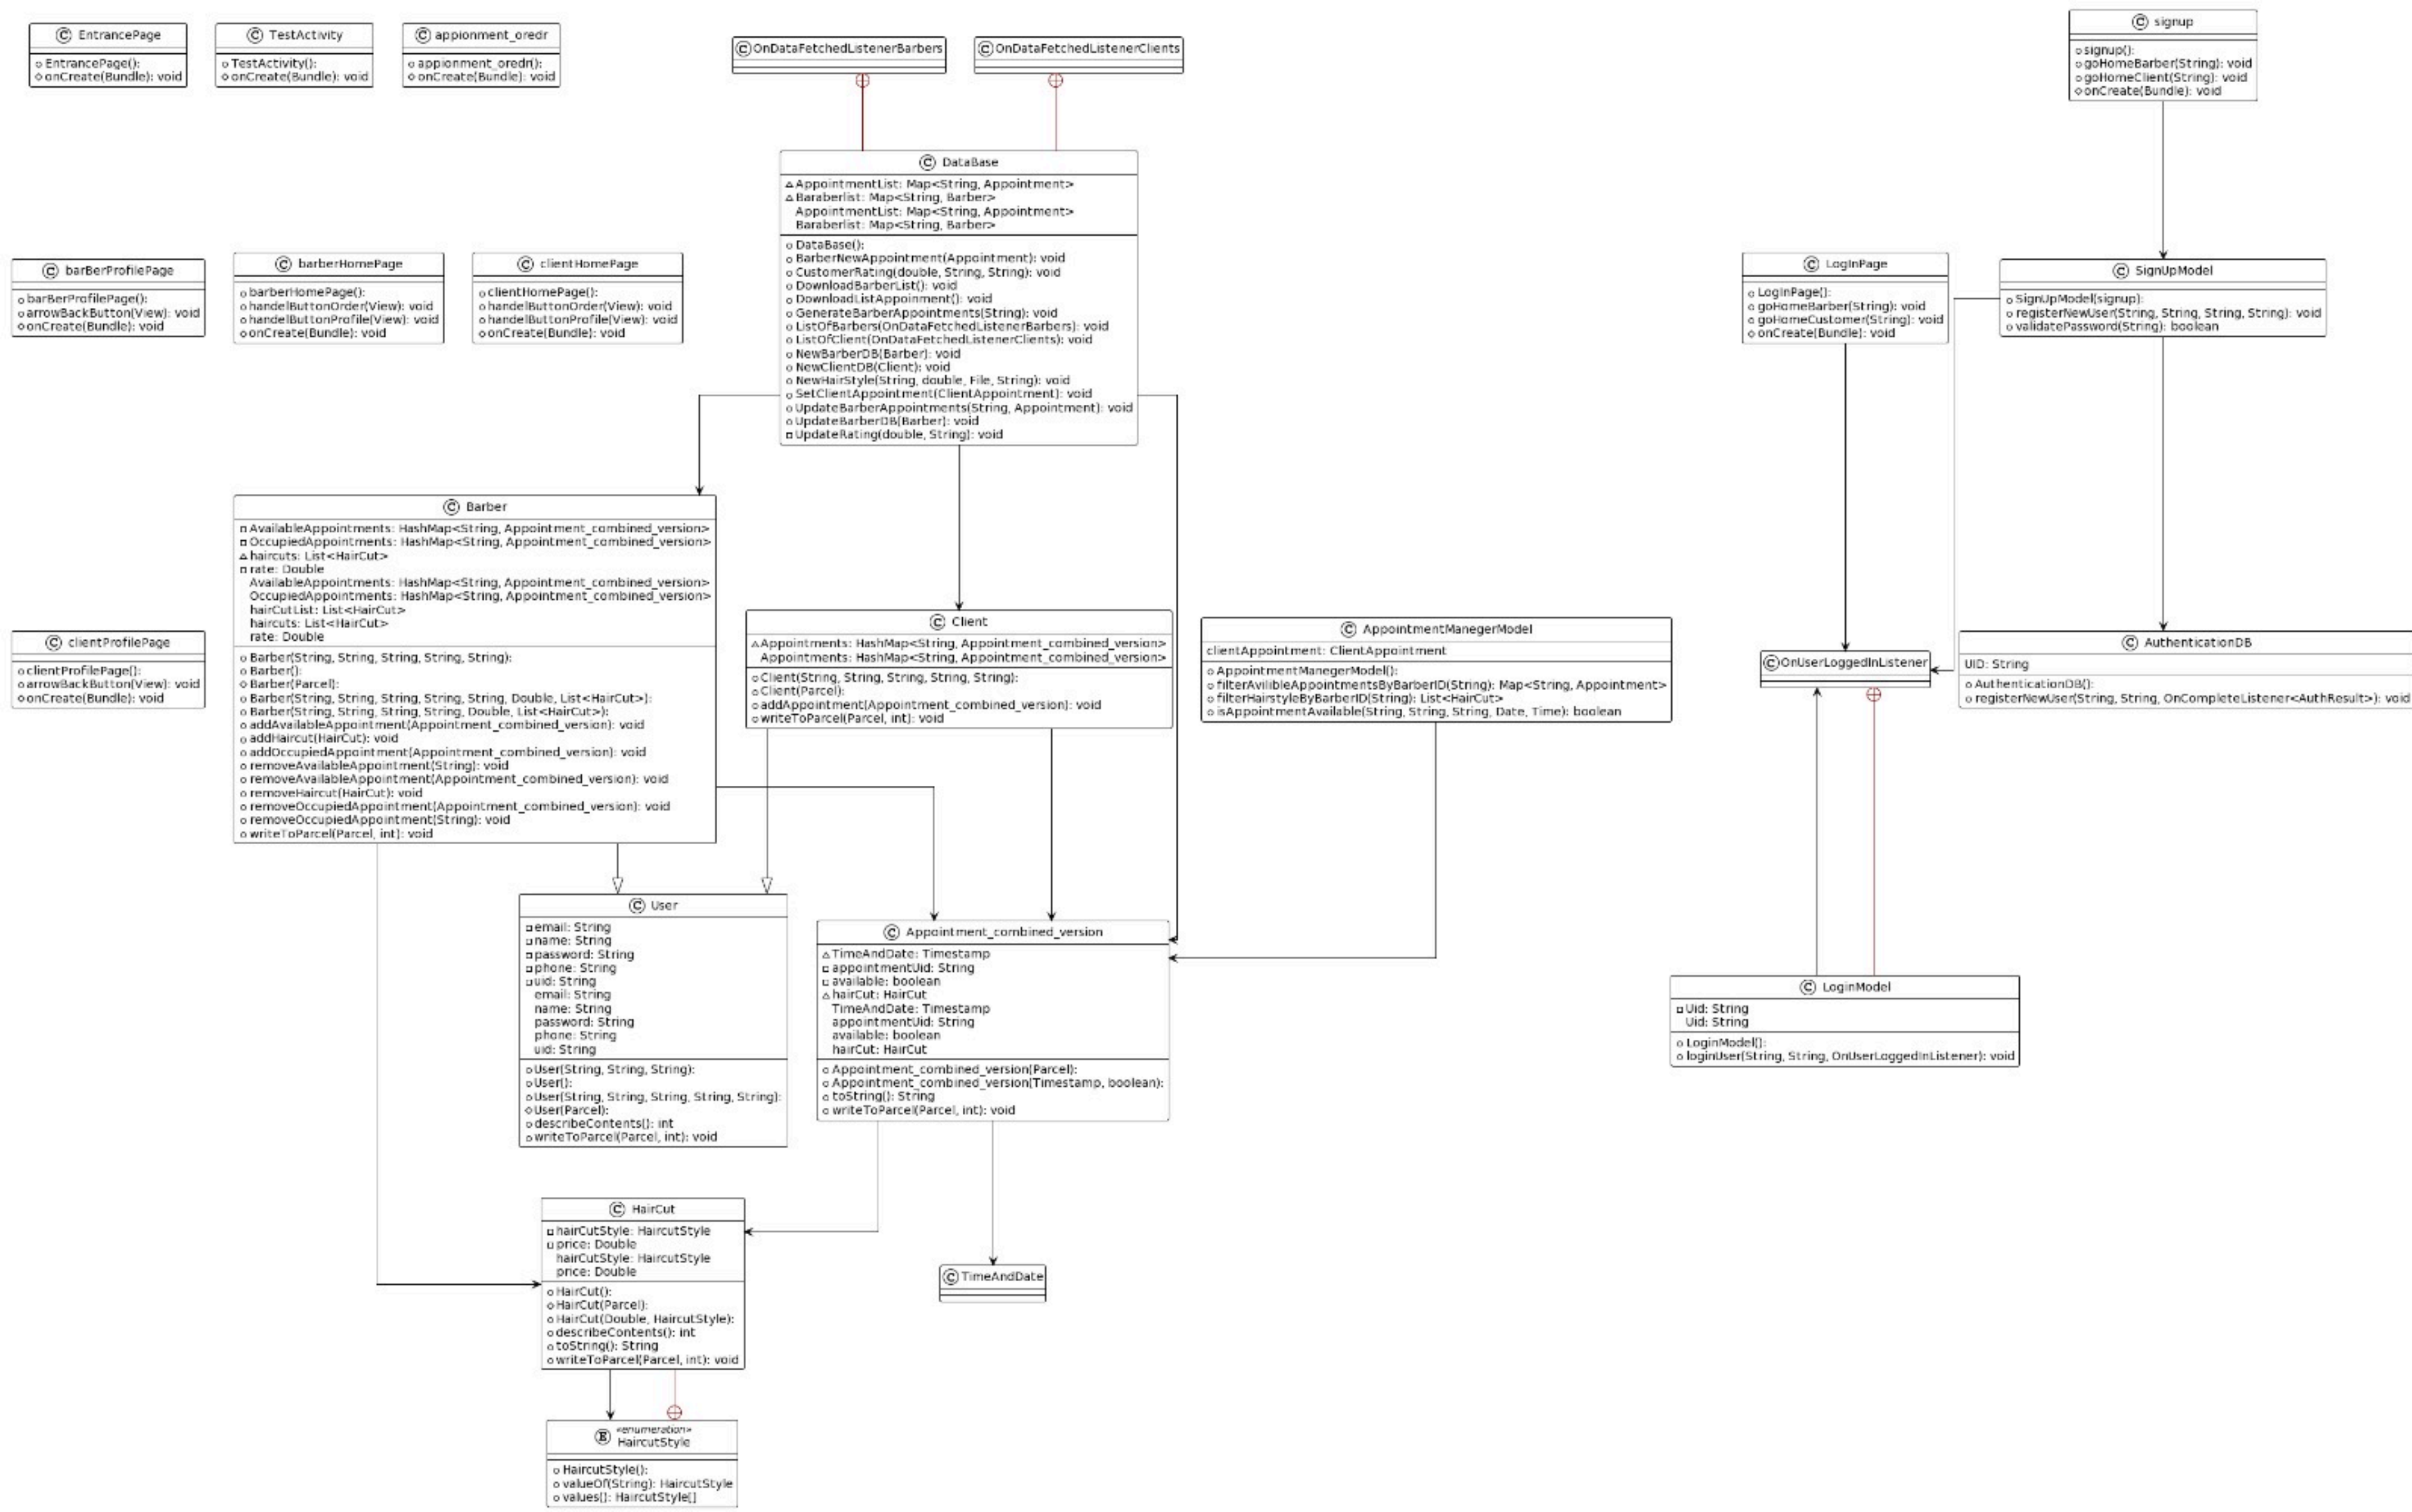 EntrancePage
EntrancePage():
onCreate(Bundle): void
TestActivity
TestActivity():
onCreate(Bundle): void
appionment_oredr
appionment_oredr():
onCreate(Bundle): void
OnDataFetchedListenerBarbers
OnDataFetchedListenerClients
signup
signup():
goHomeBarber(String): void
goHomeClient(String): void
onCreate(Bundle): void
DataBase
AppointmentList: Map<String, Appointment>
Baraberlist: Map<String, Barber>
AppointmentList: Map<String, Appointment>
Baraberlist: Map<String, Barber>
DataBase():
BarberNewAppointment(Appointment): void
CustomerRating(double, String, String): void
DownloadBarberList(): void
DownloadListAppoinment(): void
GenerateBarberAppointments(String): void
ListOfBarbers(OnDataFetchedListenerBarbers): void
ListOfClient(OnDataFetchedListenerClients): void
NewBarberDB(Barber): void
NewClientDB(Client): void
NewHairStyle(String, double, File, String): void
SetClientAppointment(ClientAppointment): void
UpdateBarberAppointments(String, Appointment): void
UpdateBarberDB(Barber): void
UpdateRating(double, String): void
barBerProfilePage
barBerProfilePage():
arrowBackButton(View): void
onCreate(Bundle): void
barberHomePage
barberHomePage():
handelButtonOrder(View): void
handelButtonProfile(View): void
onCreate(Bundle): void
clientHomePage
clientHomePage():
handelButtonOrder(View): void
handelButtonProfile(View): void
onCreate(Bundle): void
LogInPage
LogInPage():
goHomeBarber(String): void
goHomeCustomer(String): void
onCreate(Bundle): void
SignUpModel
SignUpModel(signup):
registerNewUser(String, String, String, String): void
validatePassword(String): boolean
Barber
AvailableAppointments: HashMap<String, Appointment_combined_version>
OccupiedAppointments: HashMap<String, Appointment_combined_version>
haircuts: List<HairCut>
rate: Double
AvailableAppointments: HashMap<String, Appointment_combined_version>
OccupiedAppointments: HashMap<String, Appointment_combined_version>
hairCutList: List<HairCut>
haircuts: List<HairCut>
rate: Double
Barber(String, String, String, String, String):
Barber():
Barber(Parcel):
Barber(String, String, String, String, String, Double, List<HairCut>):
Barber(String, String, String, String, Double, List<HairCut>):
addAvailableAppointment(Appointment_combined_version): void
addHaircut(HairCut): void
addOccupiedAppointment(Appointment_combined_version): void
removeAvailableAppointment(String): void
removeAvailableAppointment(Appointment_combined_version): void
removeHaircut(HairCut): void
removeOccupiedAppointment(Appointment_combined_version): void
removeOccupiedAppointment(String): void
writeToParcel(Parcel, int): void
clientProfilePage
clientProfilePage():
arrowBackButton(View): void
onCreate(Bundle): void
Client
Appointments: HashMap<String, Appointment_combined_version>
Appointments: HashMap<String, Appointment_combined_version>
Client(String, String, String, String, String):
Client(Parcel):
addAppointment(Appointment_combined_version): void
writeToParcel(Parcel, int): void
AppointmentManegerModel
clientAppointment: ClientAppointment
AppointmentManegerModel():
filterAvilibleAppointmentsByBarberID(String): Map<String, Appointment>
filterHairstyleByBarberID(String): List<HairCut>
isAppointmentAvailable(String, String, String, Date, Time): boolean
OnUserLoggedInListener
AuthenticationDB
UID: String
AuthenticationDB():
registerNewUser(String, String, OnCompleteListener<AuthResult>): void
User
email: String
name: String
password: String
phone: String
uid: String
email: String
name: String
password: String
phone: String
uid: String
User(String, String, String):
User():
User(String, String, String, String, String):
User(Parcel):
describeContents(): int
writeToParcel(Parcel, int): void
Appointment_combined_version
TimeAndDate: Timestamp
appointmentUid: String
available: boolean
hairCut: HairCut
TimeAndDate: Timestamp
appointmentUid: String
available: boolean
hairCut: HairCut
Appointment_combined_version(Parcel):
Appointment_combined_version(Timestamp, boolean):
toString(): String
writeToParcel(Parcel, int): void
LoginModel
Uid: String
Uid: String
LoginModel():
loginUser(String, String, OnUserLoggedInListener): void
HairCut
hairCutStyle: HaircutStyle
price: Double
hairCutStyle: HaircutStyle
price: Double
HairCut():
HairCut(Parcel):
HairCut(Double, HaircutStyle):
describeContents(): int
toString(): String
writeToParcel(Parcel, int): void
TimeAndDate
«enumeration»
HaircutStyle
HaircutStyle():
valueOf(String): HaircutStyle
values(): HaircutStyle[]